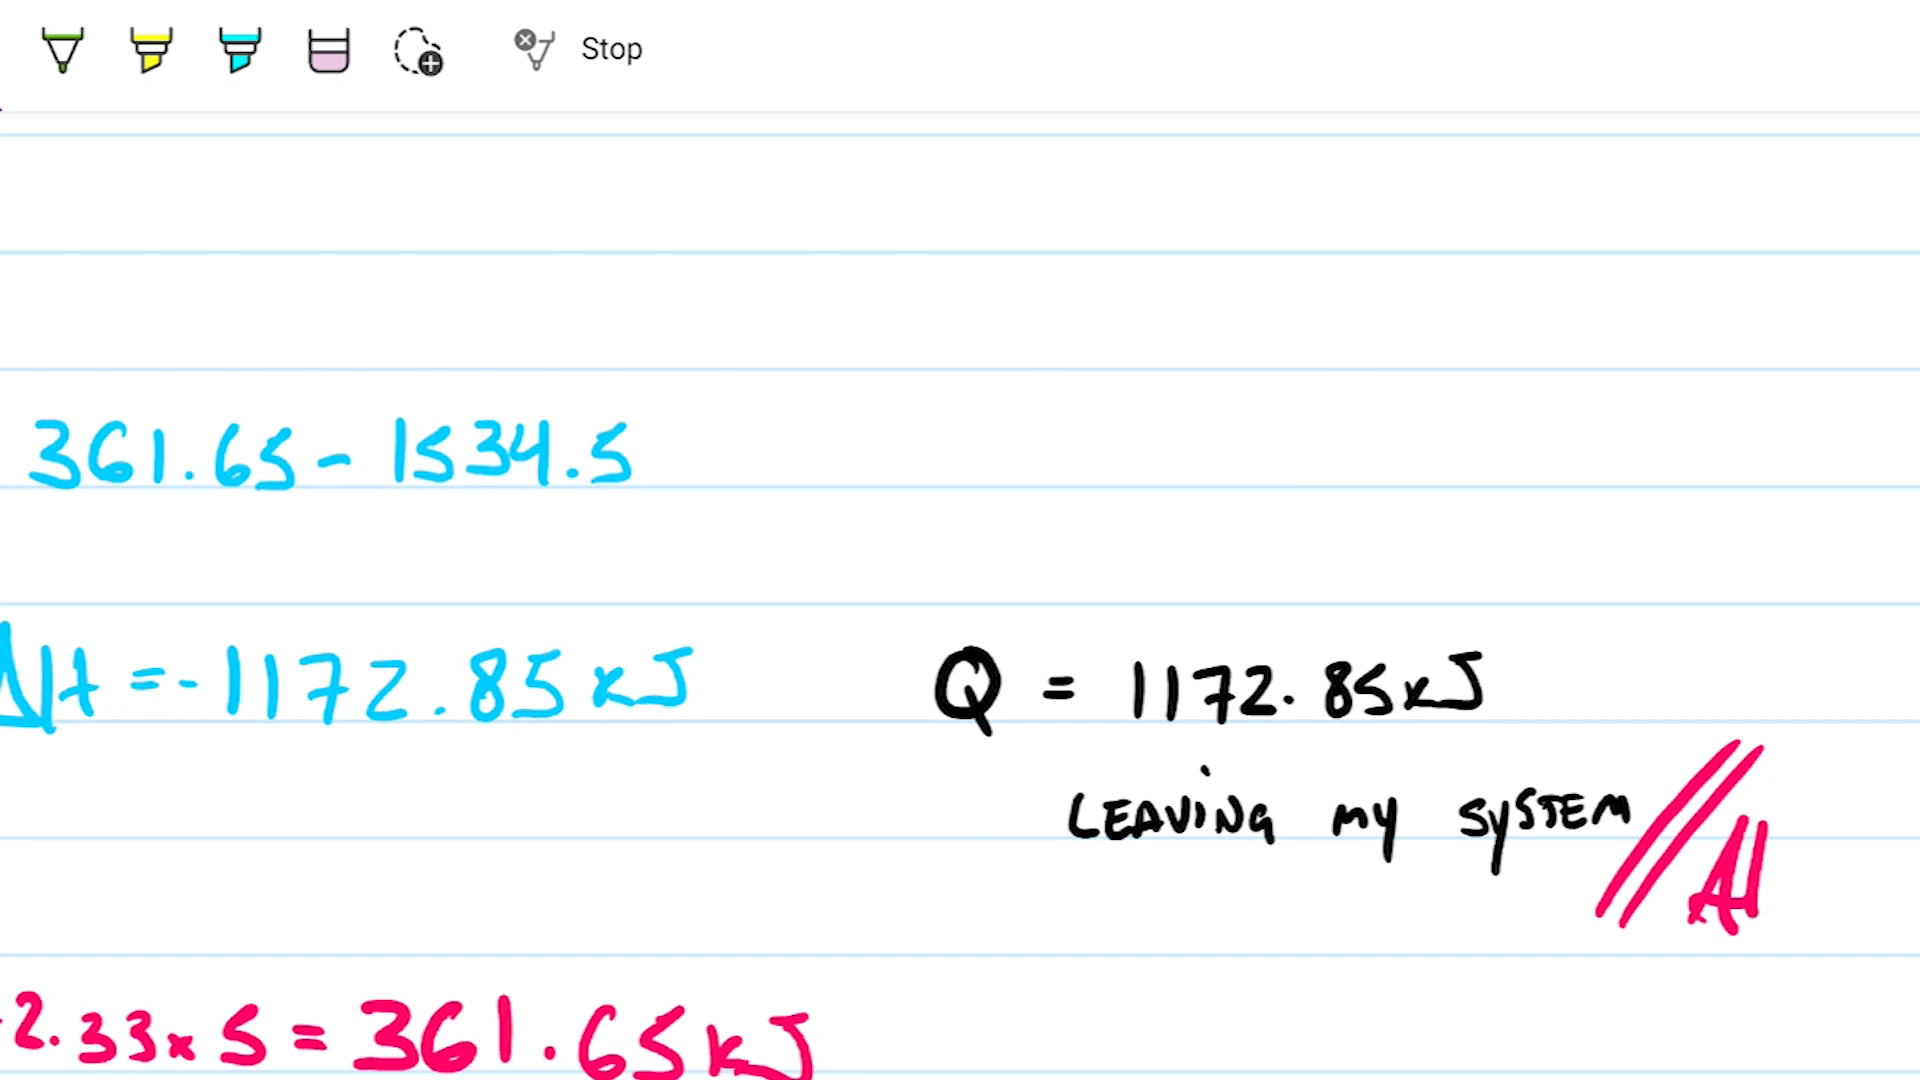 Stop
361.65 - 1534.5
ΔH = -1172.85 kJ
Q = 1172.85 kJ
LEAVING MY SYSTEM
2.33 x 5 = 361.65 kJ